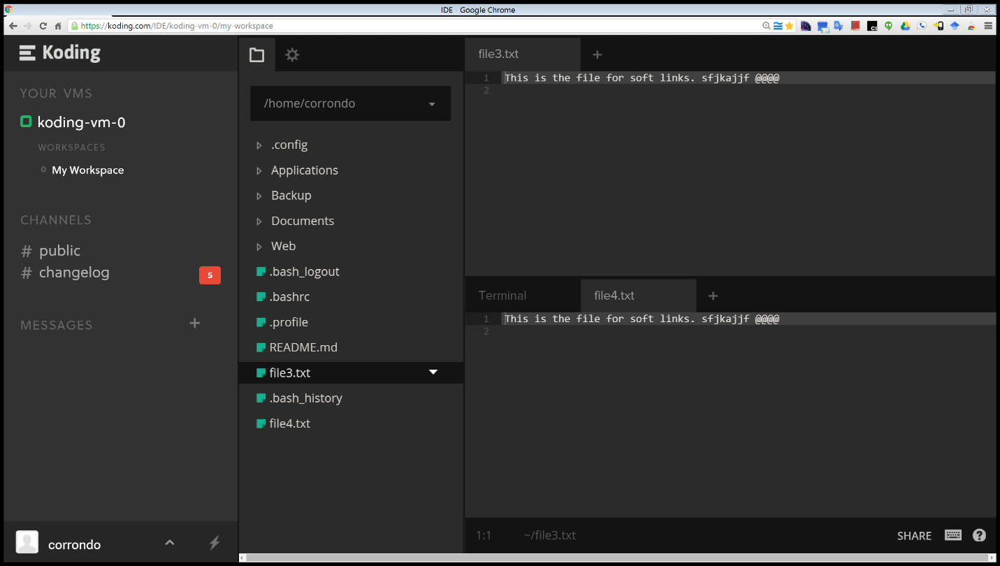 IDE - Google Chrome
https://koding.com/IDE/koding-vm-0/my-workspace
Koding
YOUR VMS
koding-vm-0
WORKSPACES
My Workspace
CHANNELS
# public
# changelog
5
MESSAGES +
corrondo
/home/corrondo
.config
Applications
Backup
Documents
Web
.bash_logout
.bashrc
.profile
README.md
file3.txt
.bash_history
file4.txt
file3.txt +
1 This is the file for soft links. sfjkajjf @@@@
2
Terminal file4.txt +
1 This is the file for soft links. sfjkajjf @@@@
2
1:1 ~/file3.txt SHARE ?